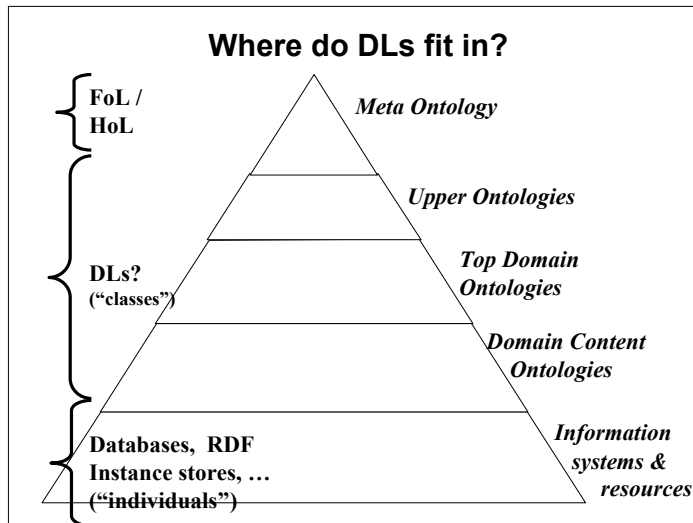 Where do DLs fit in?
FoL /
HoL
Meta Ontology
Upper Ontologies
DLs?
(“classes”)
Top Domain
Ontologies
Domain Content
Ontologies
Databases, RDF
Instance stores, …
(“individuals”)
Information
systems &
resources